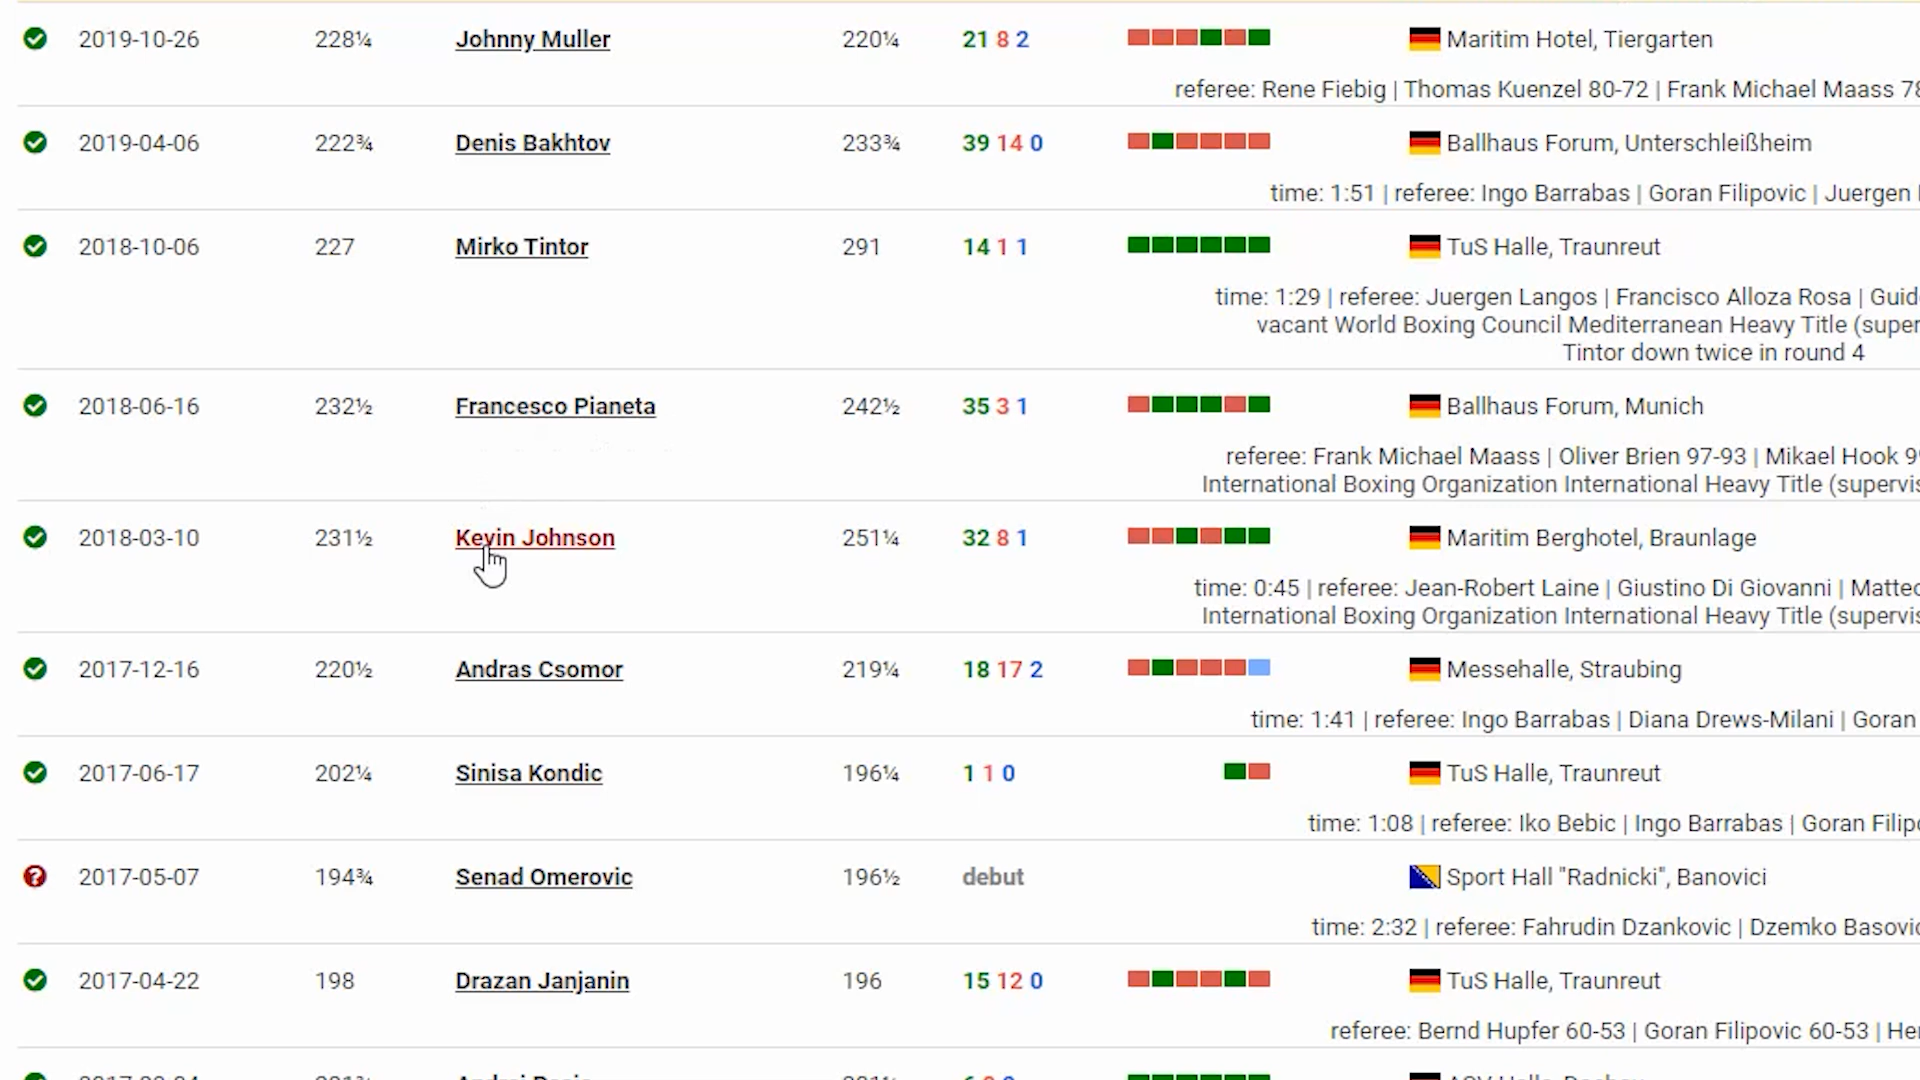 2019-10-26 228¼ Johnny Muller 220¼ 21 8 2 Maritim Hotel, Tiergarten
referee: Rene Fiebig | Thomas Kuenzel 80-72 | Frank Michael Maass 78
2019-04-06 222¾ Denis Bakhtov 233¾ 39 14 0 Ballhaus Forum, Unterschleißheim
time: 1:51 | referee: Ingo Barrabas | Goran Filipovic | Juergen
2018-10-06 227 Mirko Tintor 291 14 1 1 TuS Halle, Traunreut
time: 1:29 | referee: Juergen Langos | Francisco Alloza Rosa | Guid
vacant World Boxing Council Mediterranean Heavy Title (super
Tintor down twice in round 4
2018-06-16 232½ Francesco Pianeta 242½ 35 3 1 Ballhaus Forum, Munich
referee: Frank Michael Maass | Oliver Brien 97-93 | Mikael Hook 9
International Boxing Organization International Heavy Title (supervis
2018-03-10 231½ Kevin Johnson 251¼ 32 8 1 Maritim Berghotel, Braunlage
time: 0:45 | referee: Jean-Robert Laine | Giustino Di Giovanni | Matteo
International Boxing Organization International Heavy Title (supervis
2017-12-16 220½ Andras Csomor 219¼ 18 17 2 Messehalle, Straubing
time: 1:41 | referee: Ingo Barrabas | Diana Drews-Milani | Goran
2017-06-17 202¼ Sinisa Kondic 196¼ 1 1 0 TuS Halle, Traunreut
time: 1:08 | referee: Iko Bebic | Ingo Barrabas | Goran Filip
2017-05-07 194¾ Senad Omerovic 196½ debut Sport Hall "Radnicki", Banovici
time: 2:32 | referee: Fahrudin Dzankovic | Dzemko Basovi
2017-04-22 198 Drazan Janjanin 196 15 12 0 TuS Halle, Traunreut
referee: Bernd Hupfer 60-53 | Goran Filipovic 60-53 | He